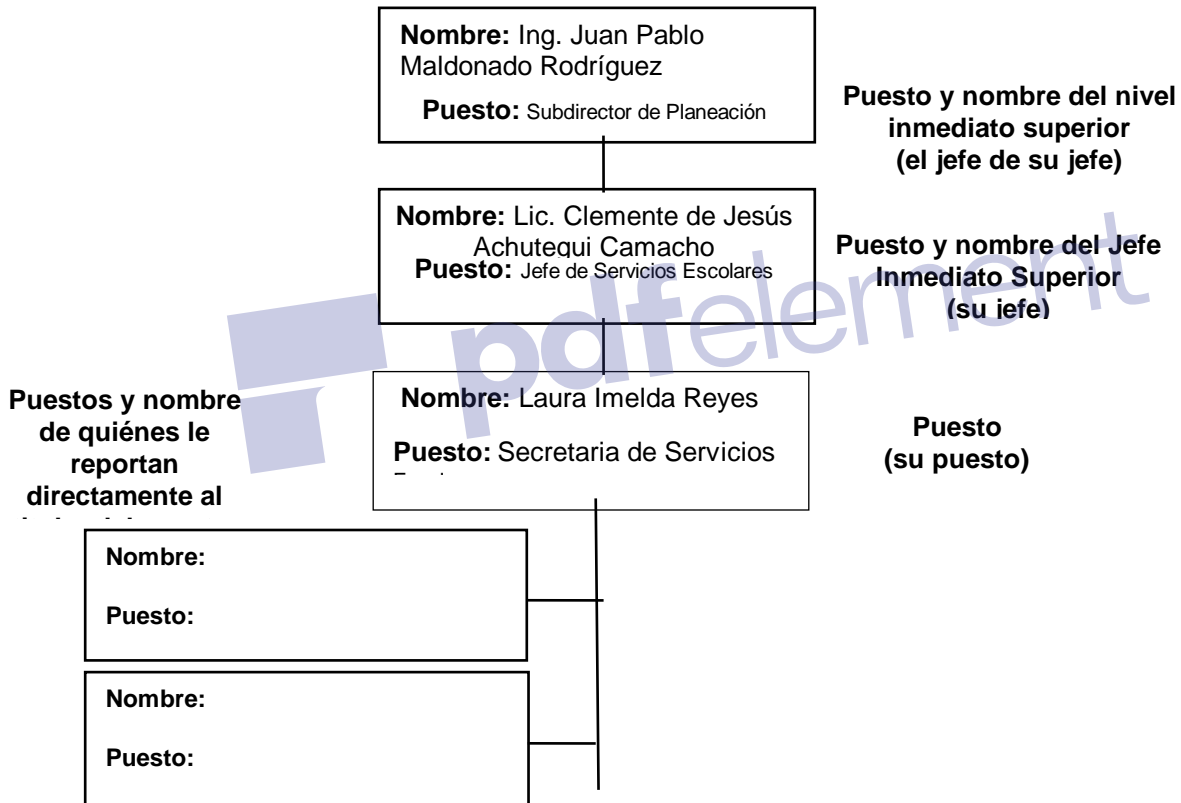 Nombre: Ing. Juan Pablo
Maldonado Rodríguez
Puesto: Subdirector de Planeación
Puesto y nombre del nivel
inmediato superior
(el jefe de su jefe)
Nombre: Lic. Clemente de Jesús
Achutegui Camacho
Puesto: Jefe de Servicios Escolares
Puesto y nombre del Jefe
Inmediato Superior
(su jefe)
pdfelement
Puestos y nombre
de quiénes le
reportan
directamente al
Nombre: Laura Imelda Reyes
Puesto: Secretaria de Servicios
Puesto
(su puesto)
Nombre:
Puesto:
Nombre:
Puesto: